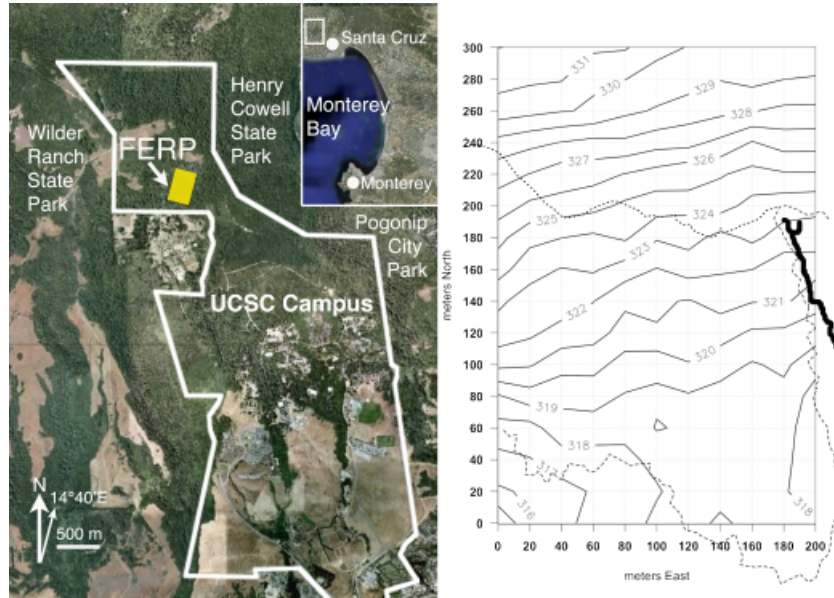 Santa Cruz
Monterey
Bay
Monterey
Henry
Cowell
State
Park
Wilder
Ranch
State
Park
FERP
Pogonip
City
Park
UCSC Campus
N
14°40'E
500 m
300
280
260
240
220
200
180
160
140
120
100
80
60
40
20
0
meters North
331
330
329
328
327
326
325
324
323
322
321
320
319
318
317
316
318
0 20 40 60 80 100 120 140 160 180 200
meters East